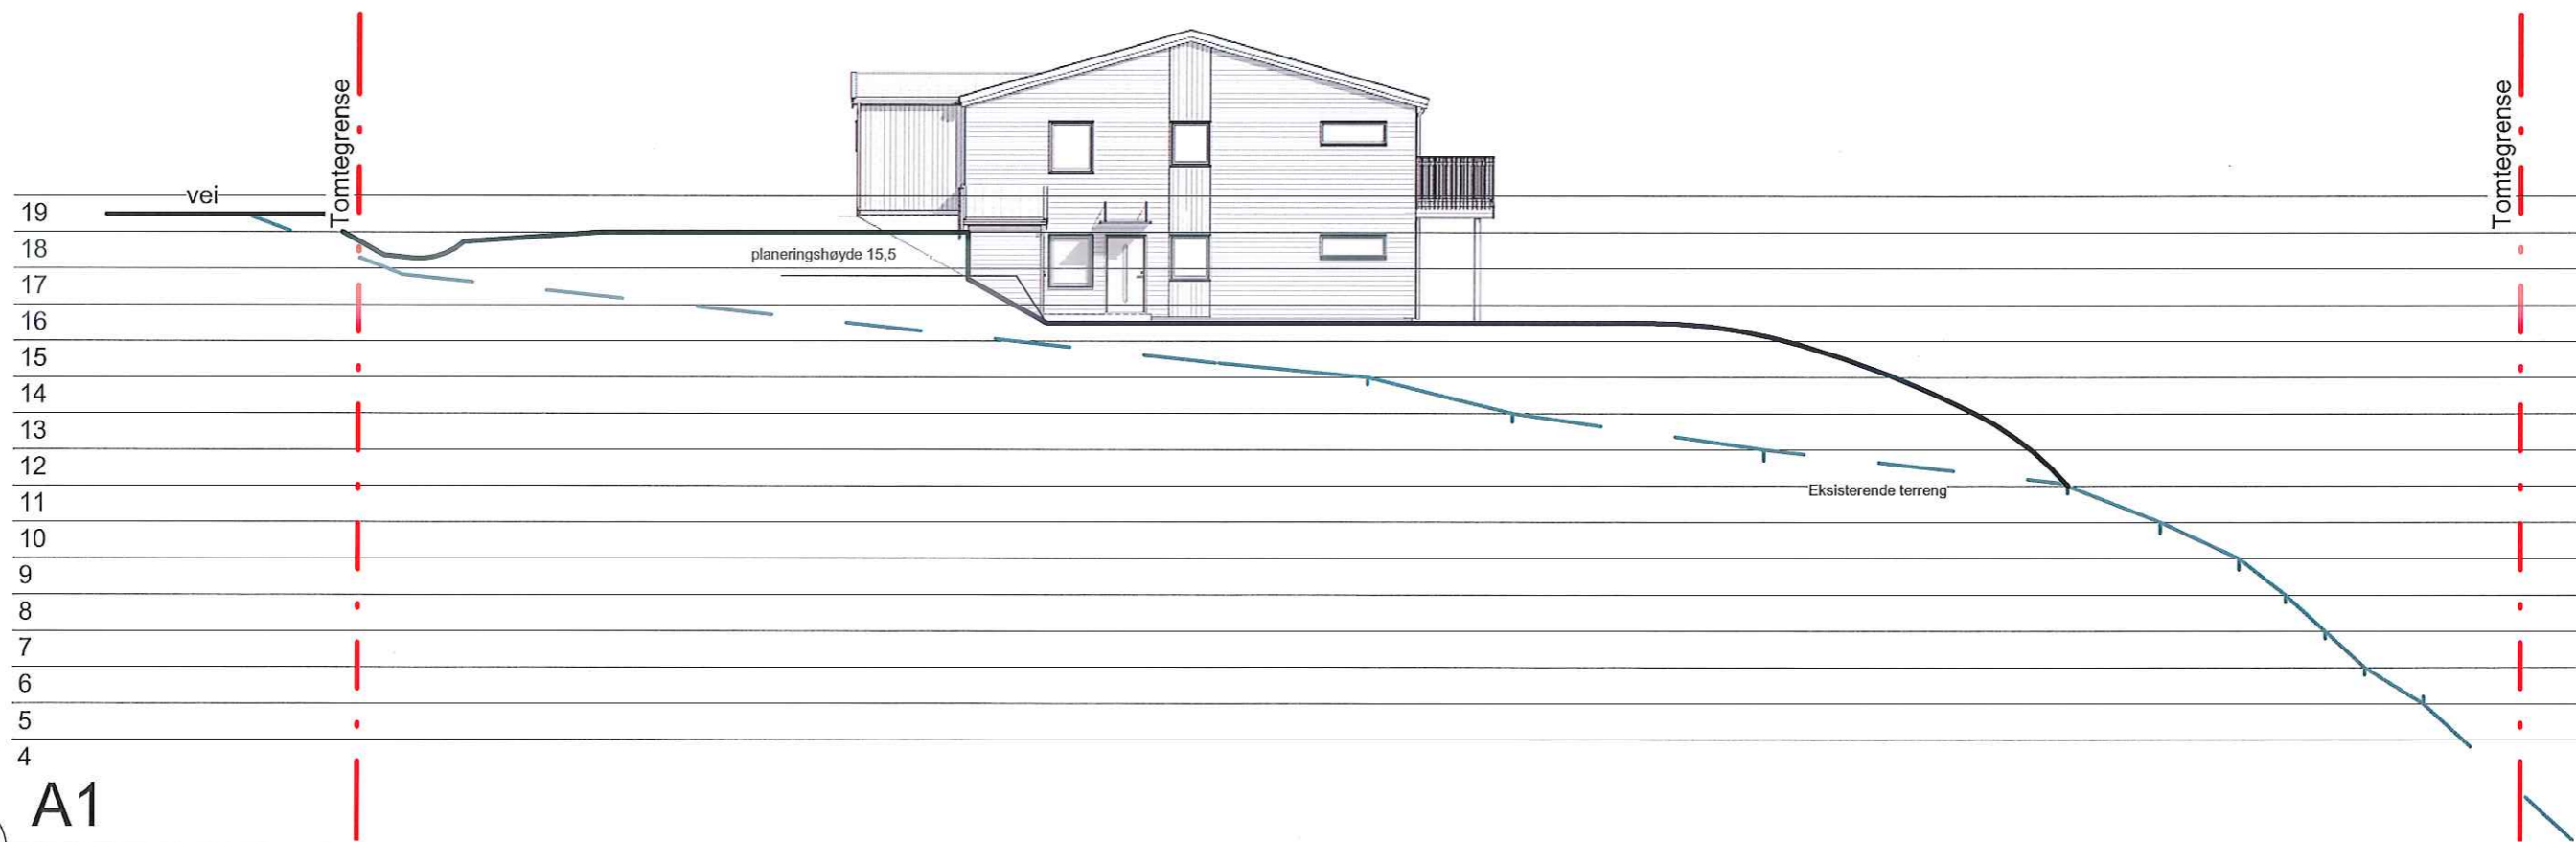 Tomtegrense
Tomtegrense
vei
19
18
planeringshøyde 15,5
17
16
15
14
13
12
Eksisterende terreng
11
10
9
8
7
6
5
4
A1